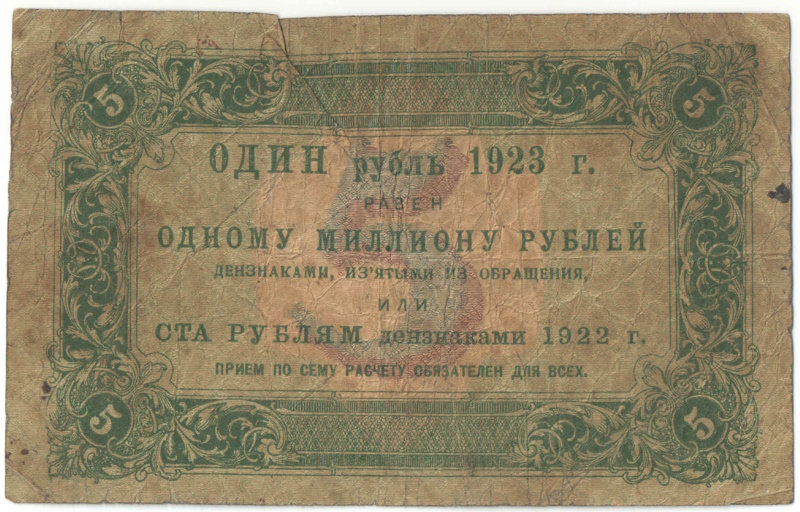 5 5
ОДИН рубль 1923 г.
РАВЕН
ОДНОМУ МИЛЛИОНУ РУБЛЕЙ
ДЕНЗНАКАМИ, ИЗ'ЯТЫМИ ИЗ ОБРАЩЕНИЯ,
ИЛИ
5
СТА РУБЛЯМ дензнаками 1922 г.
ПРИЕМ ПО СЕМУ РАСЧЕТУ ОБЯЗАТЕЛЕН ДЛЯ ВСЕХ.
5 5